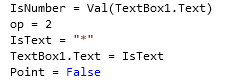 IsNumber = Val(TextBox1.Text)
op = 2
IsText = "*"
TextBox1.Text = IsText
Point = False